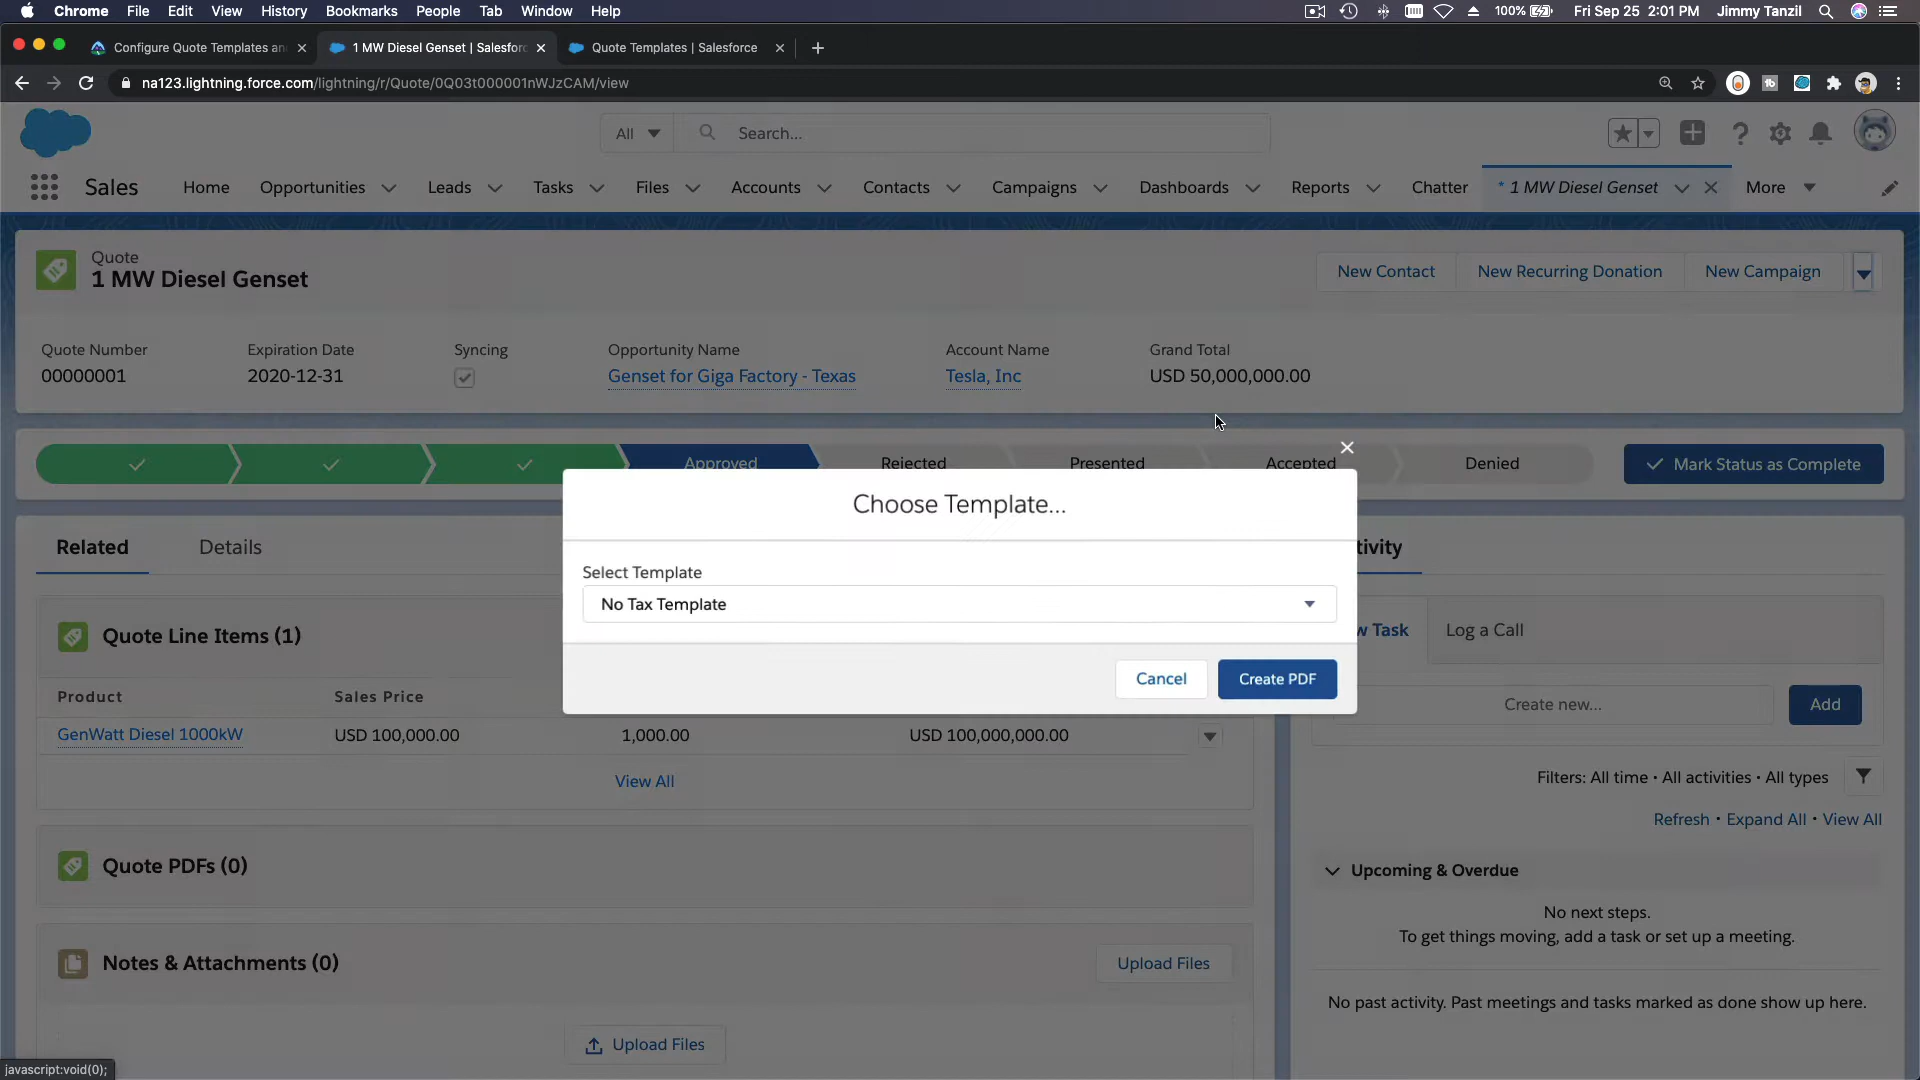 Chrome File Edit View History Bookmarks People Tab Window Help 100% Fri Sep 25 2:01 PM Jimmy Tanzil
Configure Quote Templates an 1 MW Diesel Genset | Salesforc Quote Templates | Salesforce
na123.lightning.force.com/lightning/r/Quote/0Q03t000001nWJzCAM/view
All Search...
Sales Home Opportunities Leads Tasks Files Accounts Contacts Campaigns Dashboards Reports Chatter * 1 MW Diesel Genset More
Quote
1 MW Diesel Genset
New Contact New Recurring Donation New Campaign
Quote Number Expiration Date Syncing Opportunity Name Account Name Grand Total
00000001 2020-12-31 Genset for Giga Factory - Texas Tesla, Inc USD 50,000,000.00
Approved Rejected Presented Accepted Denied Mark Status as Complete
Choose Template...
Related Details tivity
Select Template
No Tax Template
Quote Line Items (1)
w Task Log a Call
Cancel Create PDF
Product Sales Price
Create new... Add
GenWatt Diesel 1000kW USD 100,000.00 1,000.00 USD 100,000,000.00
View All
Filters: All time • All activities • All types
Refresh • Expand All • View All
Quote PDFs (0)
Upcoming & Overdue
No next steps.
To get things moving, add a task or set up a meeting.
Notes & Attachments (0) Upload Files
No past activity. Past meetings and tasks marked as done show up here.
Upload Files
javascript:void(0);